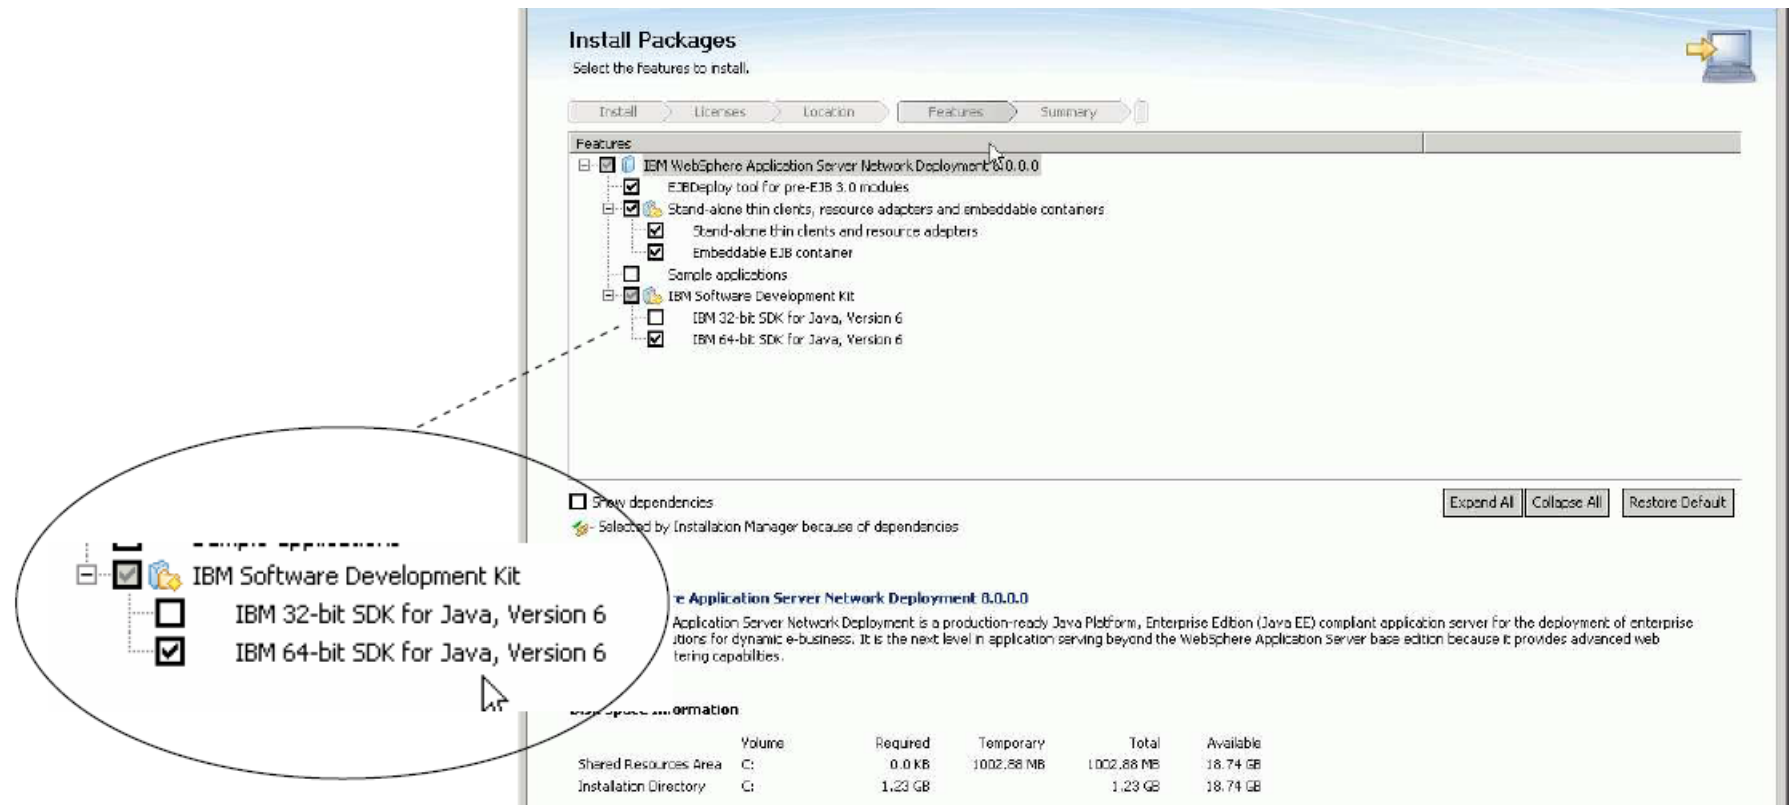 Install Packages
Select the features to install.
Install Licenses Location Features Summary
Features
IBM WebSphere Application Server Network Deployment 8.0.0.0
EJBDeploy tool for pre-EJB 3.0 modules
Stand-alone thin clients, resource adapters and embeddable containers
Stand-alone thin clients and resource adapters
Embeddable EJB container
Sample applications
IBM Software Development Kit
IBM 32-bit SDK for Java, Version 6
IBM 64-bit SDK for Java, Version 6
Show dependencies
Expand All Collapse All Restore Default
- Selected by Installation Manager because of dependencies
Sample applications
IBM Software Development Kit
IBM 32-bit SDK for Java, Version 6
IBM 64-bit SDK for Java, Version 6
e Application Server Network Deployment 8.0.0.0
Application Server Network Deployment is a production-ready Java Platform, Enterprise Edition (Java EE) compliant application server for the deployment of enterprise
tions for dynamic e-business. It is the next level in application serving beyond the WebSphere Application Server base edition because it provides advanced web
tering capabilities.
Disk Space Information
Volume Required Temporary Total Available
Shared Resources Area C: 0.0 KB 1002.88 MB 1002.88 MB 18.74 GB
Installation Directory C: 1.23 GB 1.23 GB 18.74 GB